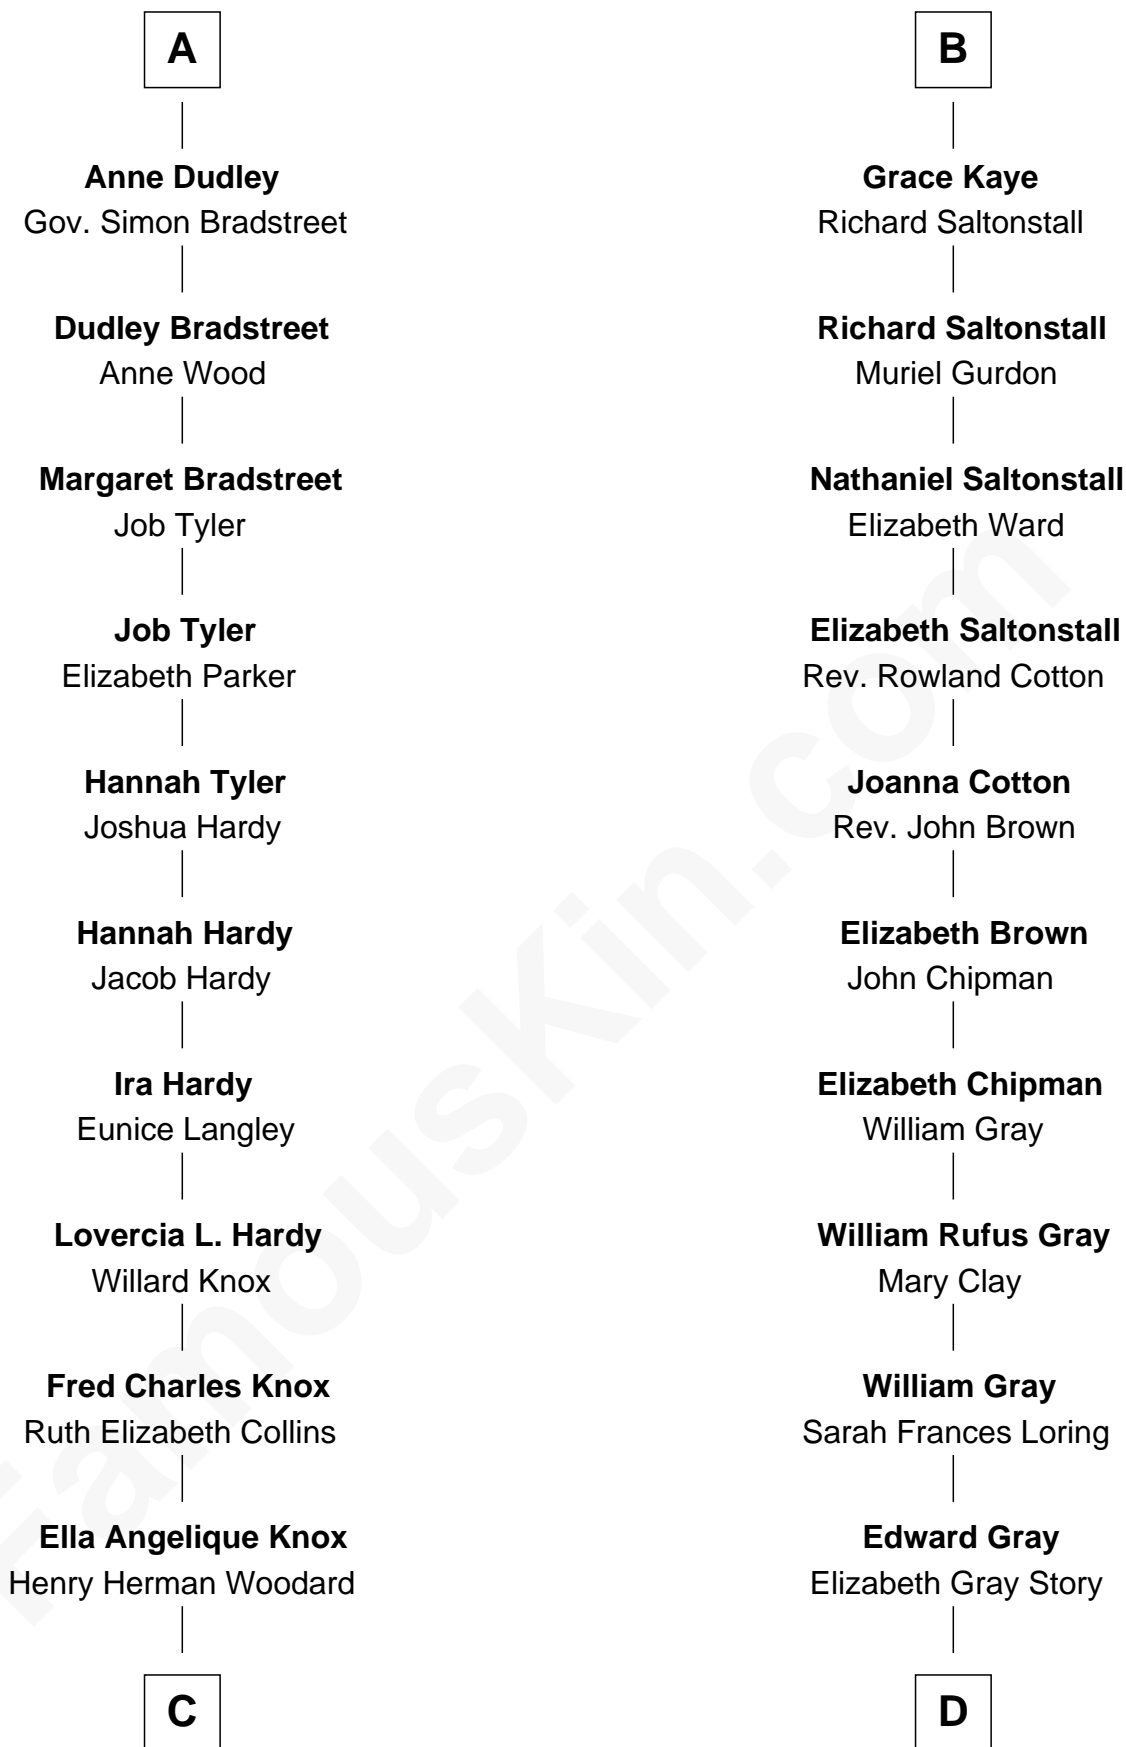 A
Anne Dudley
Gov. Simon Bradstreet
Dudley Bradstreet
Anne Wood
Margaret Bradstreet
Job Tyler
Job Tyler
Elizabeth Parker
Hannah Tyler
Joshua Hardy
Hannah Hardy
Jacob Hardy
Ira Hardy
Eunice Langley
Lovercia L. Hardy
Willard Knox
Fred Charles Knox
Ruth Elizabeth Collins
Ella Angelique Knox
Henry Herman Woodard
C
B
Grace Kaye
Richard Saltonstall
Richard Saltonstall
Muriel Gurdon
Nathaniel Saltonstall
Elizabeth Ward
Elizabeth Saltonstall
Rev. Rowland Cotton
Joanna Cotton
Rev. John Brown
Elizabeth Brown
John Chipman
Elizabeth Chipman
William Gray
William Rufus Gray
Mary Clay
William Gray
Sarah Frances Loring
Edward Gray
Elizabeth Gray Story
D
FamousKin.com